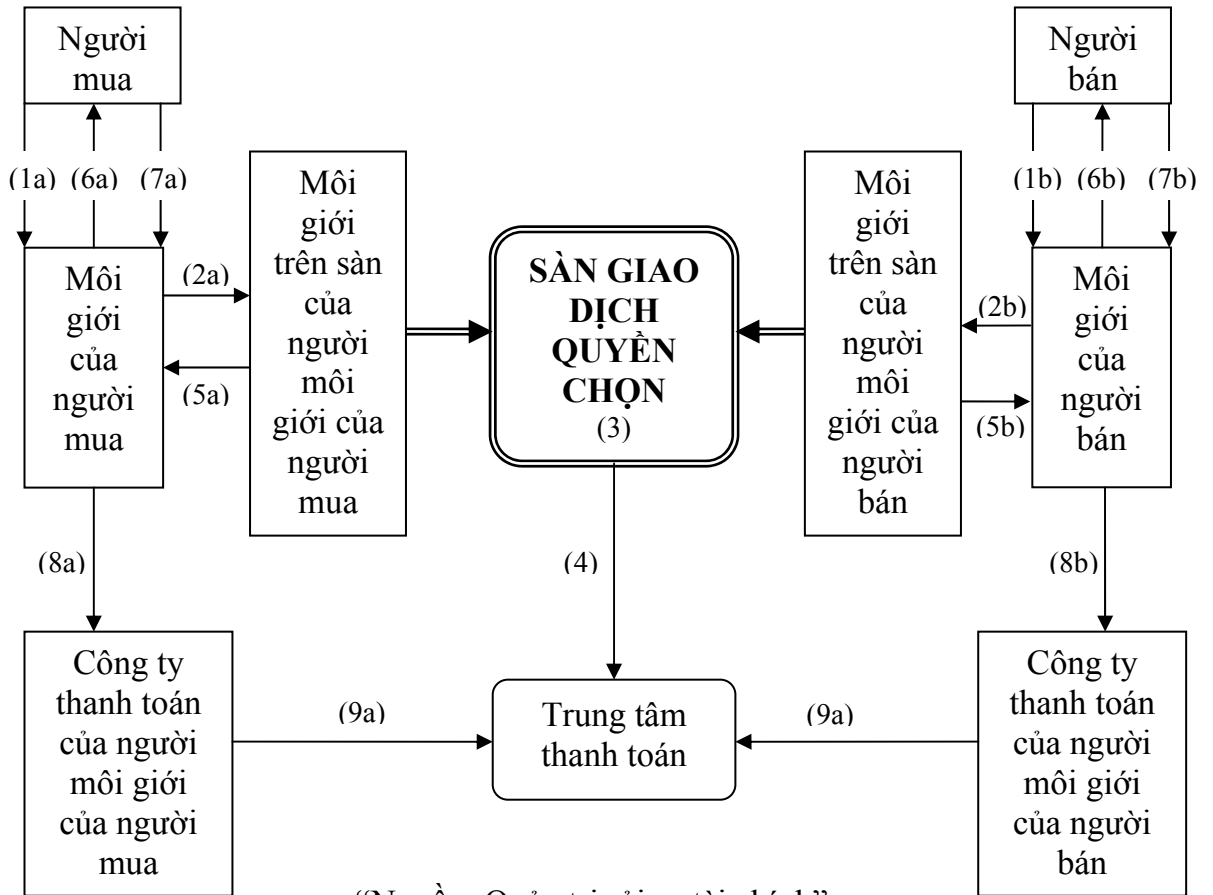 Người
mua
Người
bán
(1a)
(6a)
(7a)
(1b)
(6b)
(7b)
Môi
giới
của
người
mua
(2a)
(5a)
Môi
giới
trên sàn
của
người
môi
giới của
người
mua
SÀN GIAO
DỊCH
QUYỀN
CHỌN
(3)
Môi
giới
trên sàn
của
người
môi
giới của
người
bán
(2b)
(5b)
Môi
giới
của
người
bán
(8a)
(4)
(8b)
Công ty
thanh toán
của người
môi giới
của người
mua
(9a)
Trung tâm
thanh toán
(9a)
Công ty
thanh toán
của người
môi giới
của người
bán